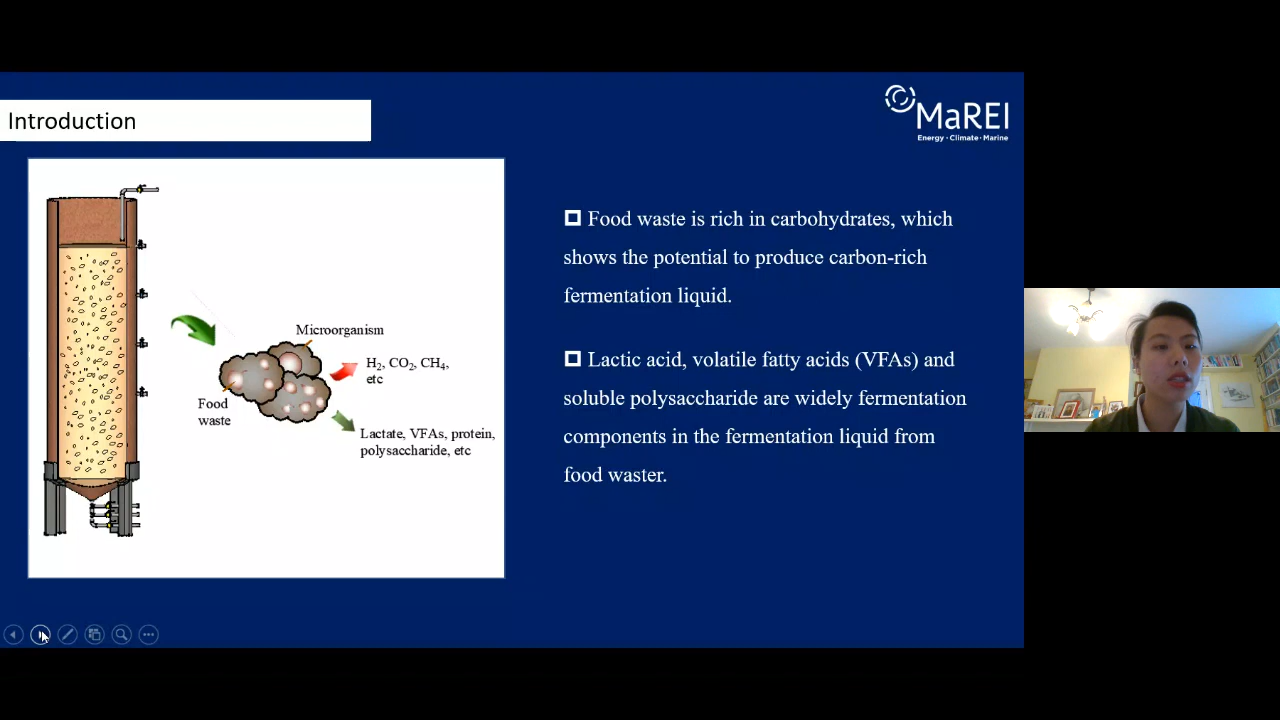 Introduction
MaREI
Energy · Climate · Marine
Microorganism
H₂, CO₂, CH₄,
etc
Food
waste
Lactate, VFAs, protein,
polysaccharide, etc
Food waste is rich in carbohydrates, which
shows the potential to produce carbon-rich
fermentation liquid.
Lactic acid, volatile fatty acids (VFAs) and
soluble polysaccharide are widely fermentation
components in the fermentation liquid from
food waster.